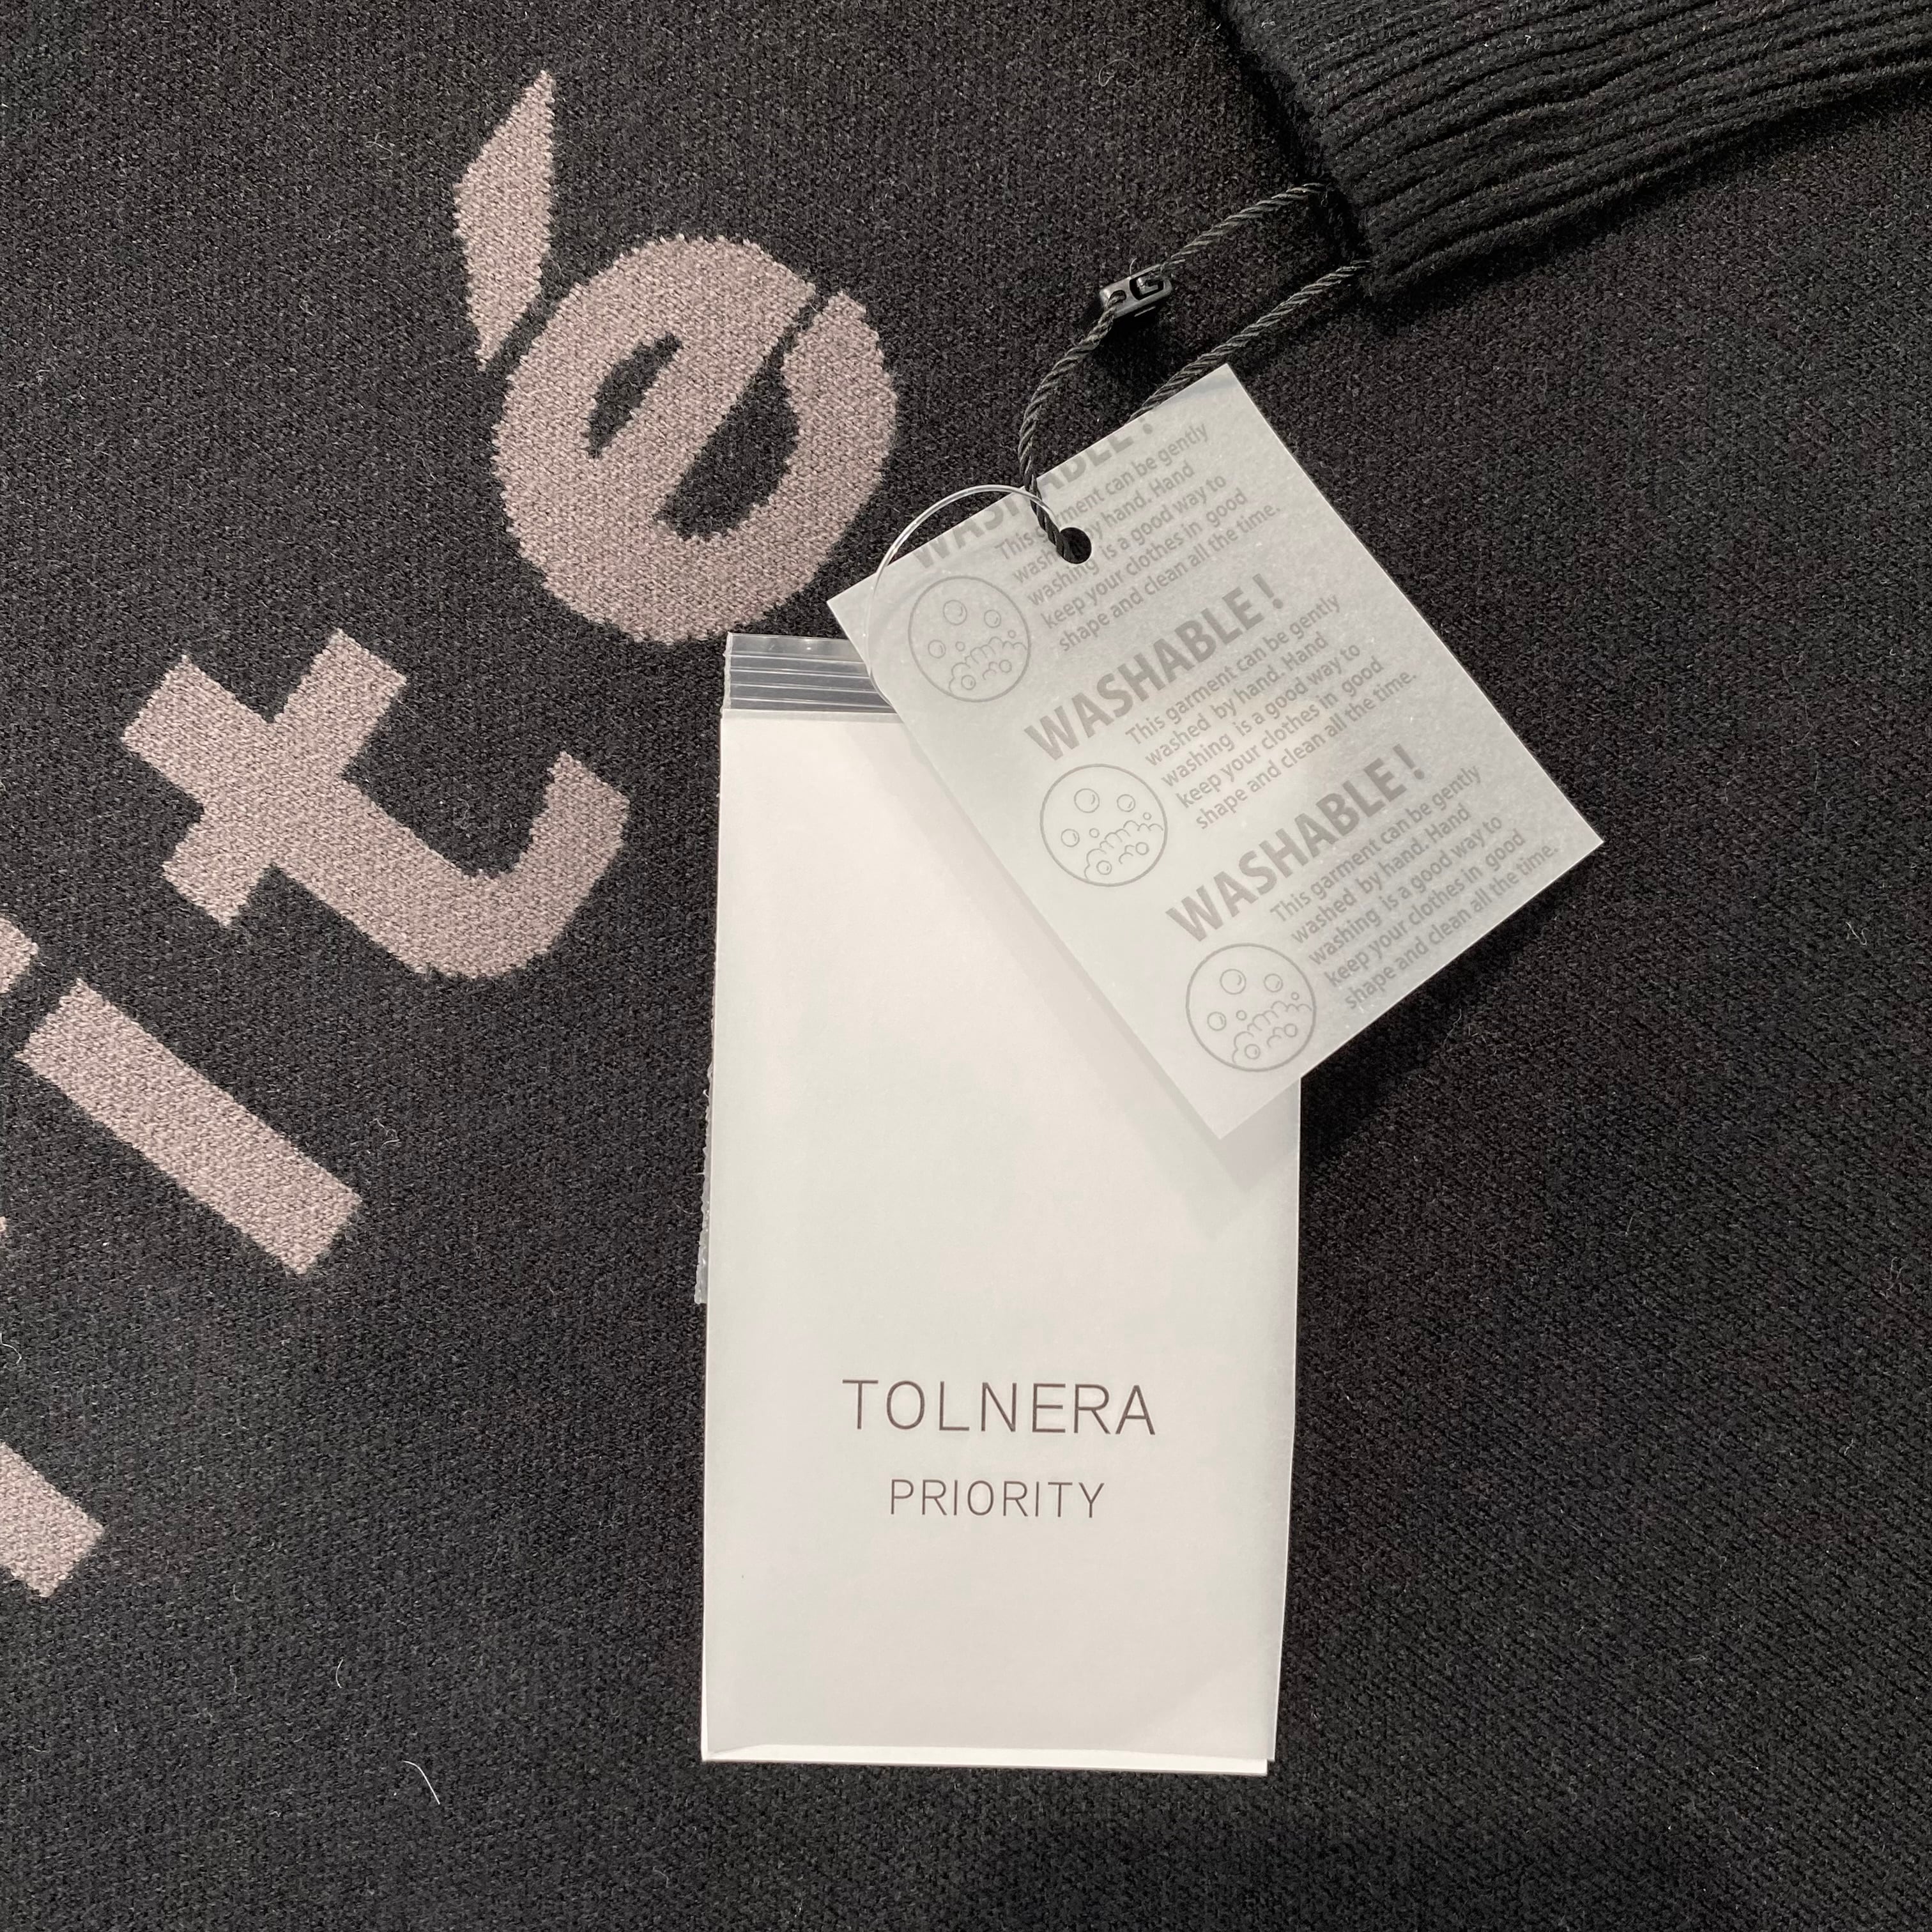 ité
WASHABLE !
This garment can be gently
washed by hand. Hand
washing is a good way to
keep your clothes in good
shape and clean all the time.
WASHABLE !
This garment can be gently
washed by hand. Hand
washing is a good way to
keep your clothes in good
shape and clean all the time.
WASHABLE !
This garment can be gently
washed by hand. Hand
washing is a good way to
keep your clothes in good
shape and clean all the time.
TOLNERA
PRIORITY